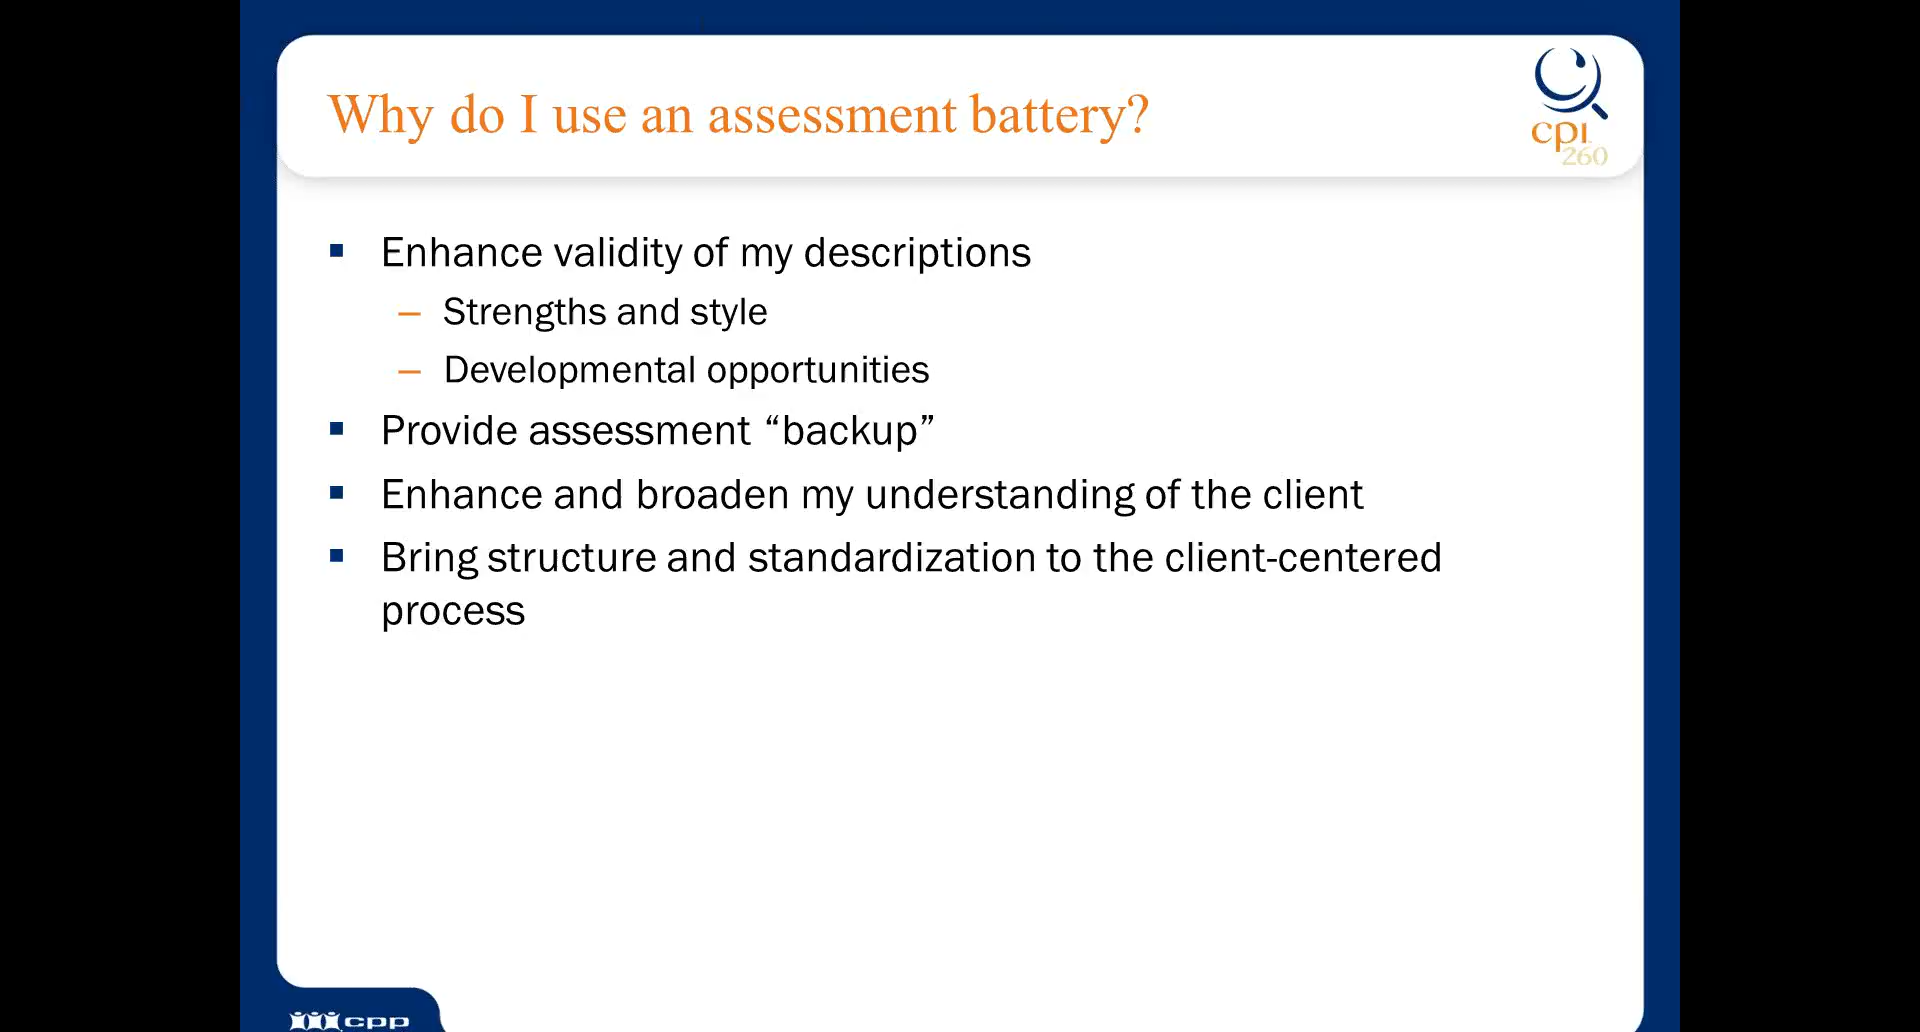 Why do I use an assessment battery?
cpi
260
▪ Enhance validity of my descriptions
– Strengths and style
– Developmental opportunities
▪ Provide assessment “backup”
▪ Enhance and broaden my understanding of the client
▪ Bring structure and standardization to the client-centered
process
cpp